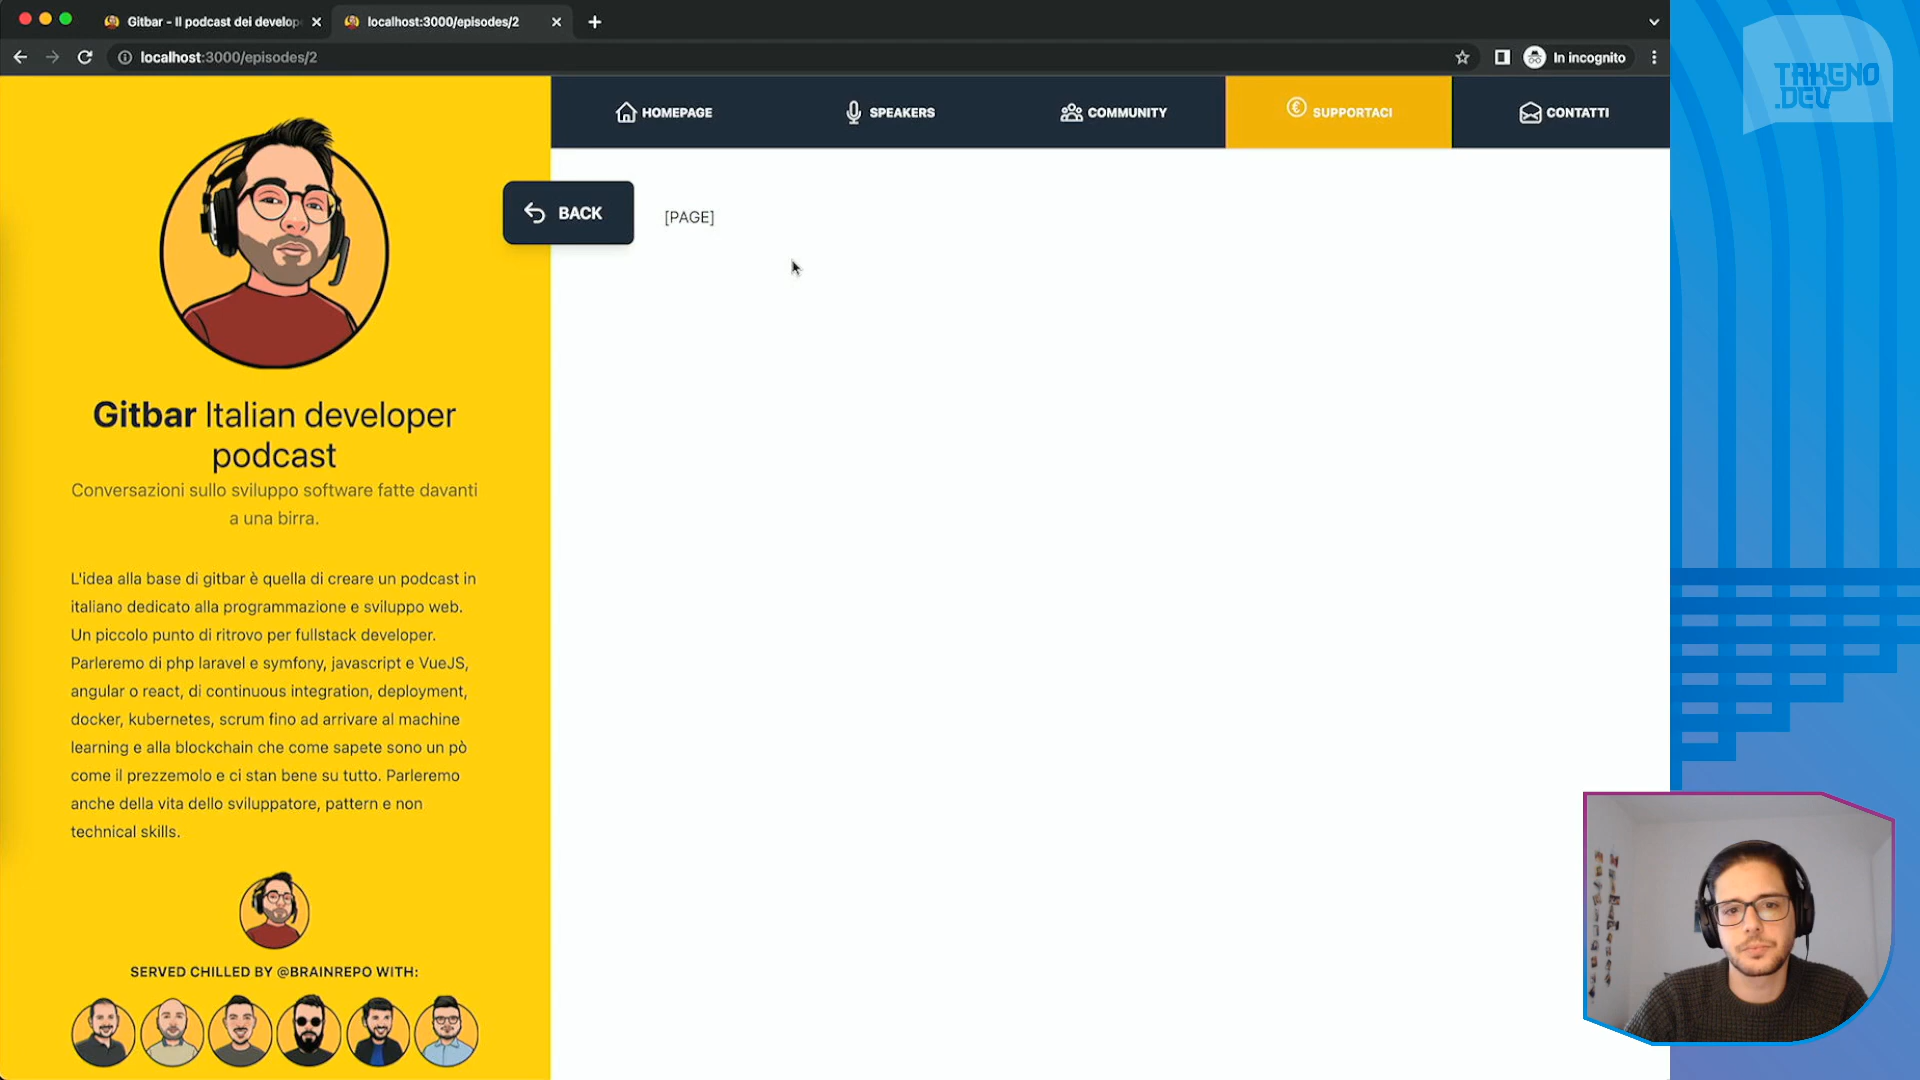 Gitbar - Il podcast dei develop
localhost:3000/episodes/2
localhost:3000/episodes/2
In incognito
TAKENO
.DEV
HOMEPAGE
SPEAKERS
COMMUNITY
SUPPORTACI
CONTATTI
BACK
[PAGE]
Gitbar Italian developer
podcast
Conversazioni sullo sviluppo software fatte davanti
a una birra.
L'idea alla base di gitbar è quella di creare un podcast in
italiano dedicato alla programmazione e sviluppo web.
Un piccolo punto di ritrovo per fullstack developer.
Parleremo di php laravel e symfony, javascript e VueJS,
angular o react, di continuous integration, deployment,
docker, kubernetes, scrum fino ad arrivare al machine
learning e alla blockchain che come sapete sono un pò
come il prezzemolo e ci stan bene su tutto. Parleremo
anche della vita dello sviluppatore, pattern e non
technical skills.
SERVED CHILLED BY @BRAINREPO WITH: